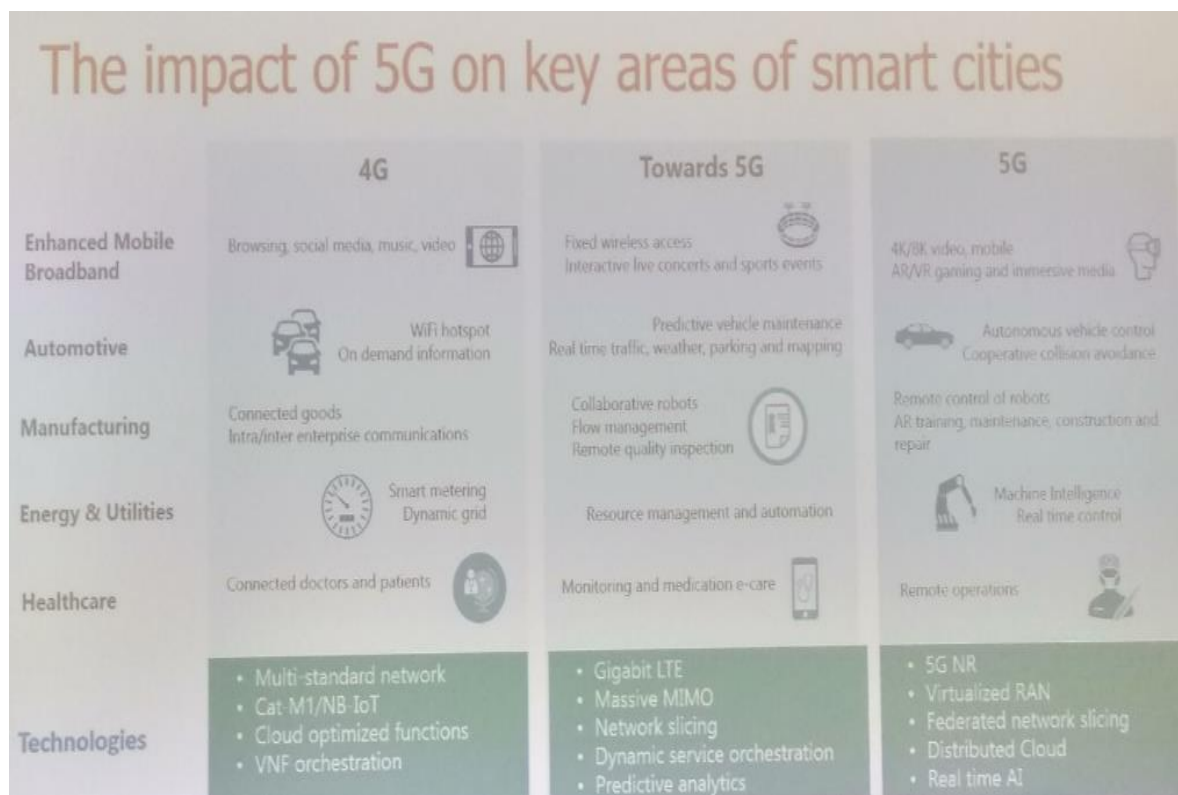 The impact of 5G on key areas of smart cities
4G
Towards 5G
5G
Enhanced Mobile
Broadband
Browsing, social media, music, video
Fixed wireless access
Interactive live concerts and sports events
4K/8K video, mobile
AR/VR gaming and immersive media
Automotive
WiFi hotspot
On demand information
Predictive vehicle maintenance
Real time traffic, weather, parking and mapping
Autonomous vehicle control
Cooperative collision avoidance
Manufacturing
Connected goods
Intra/inter enterprise communications
Collaborative robots
Flow management
Remote quality inspection
Remote control of robots
AR training, maintenance, construction and
repair
Energy & Utilities
Smart metering
Dynamic grid
Resource management and automation
Machine Intelligence
Real time control
Healthcare
Connected doctors and patients
Monitoring and medication e-care
Remote operations
Technologies
• Multi-standard network
• Cat-M1/NB-IoT
• Cloud optimized functions
• VNF orchestration
• Gigabit LTE
• Massive MIMO
• Network slicing
• Dynamic service orchestration
• Predictive analytics
• 5G NR
• Virtualized RAN
• Federated network slicing
• Distributed Cloud
• Real time AI